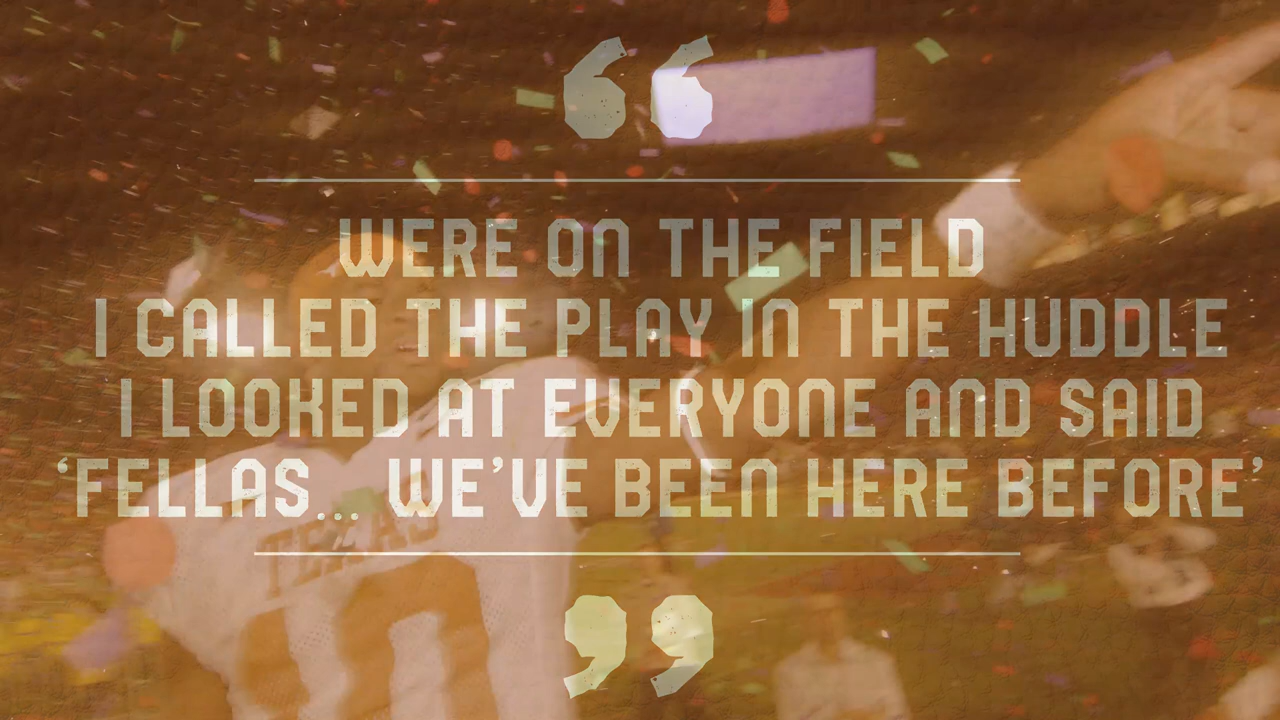 “
WERE ON THE FIELD
I CALLED THE PLAY IN THE HUDDLE
I LOOKED AT EVERYONE AND SAID
‘FELLAS... WE’VE BEEN HERE BEFORE’
TEXAS
”